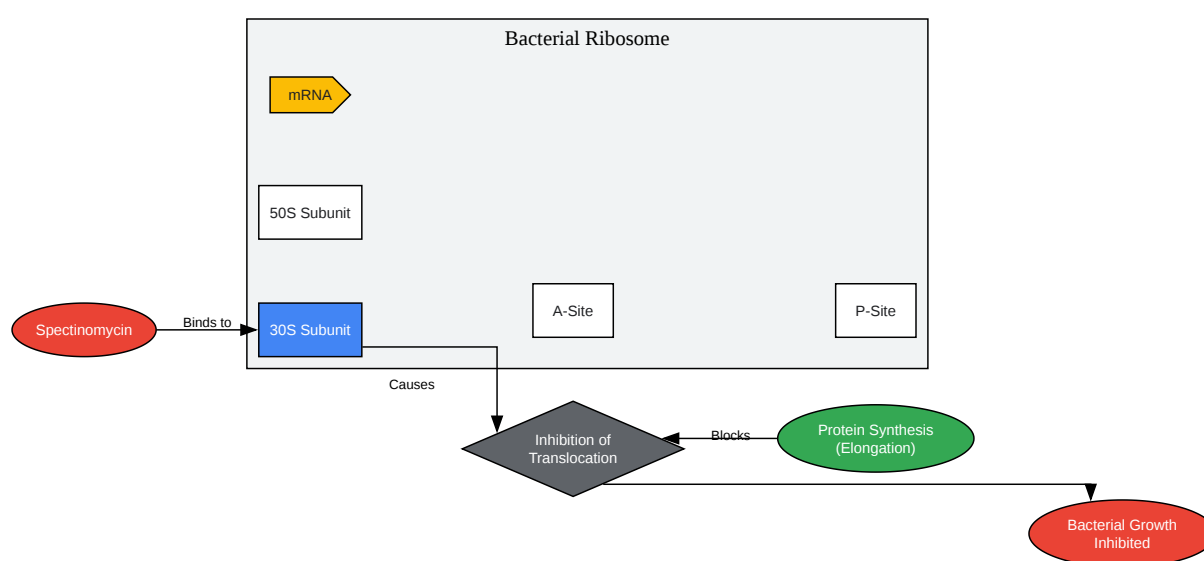 Bacterial Ribosome
mRNA
50S Subunit
A-Site
P-Site
Spectinomycin
Binds to
30S Subunit
Causes
Inhibition of
Translocation
Blocks
Protein Synthesis
(Elongation)
Bacterial Growth
Inhibited